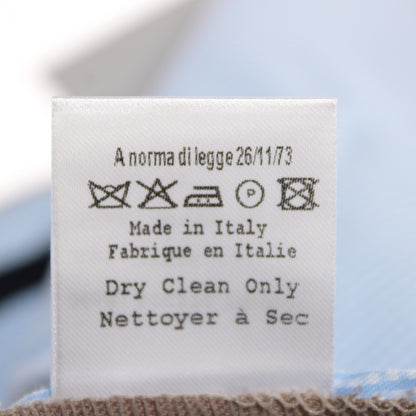 A norma di legge 26/11/73
P
Made in Italy
Fabrique en Italie
Dry Clean Only
Nettoyer à Sec